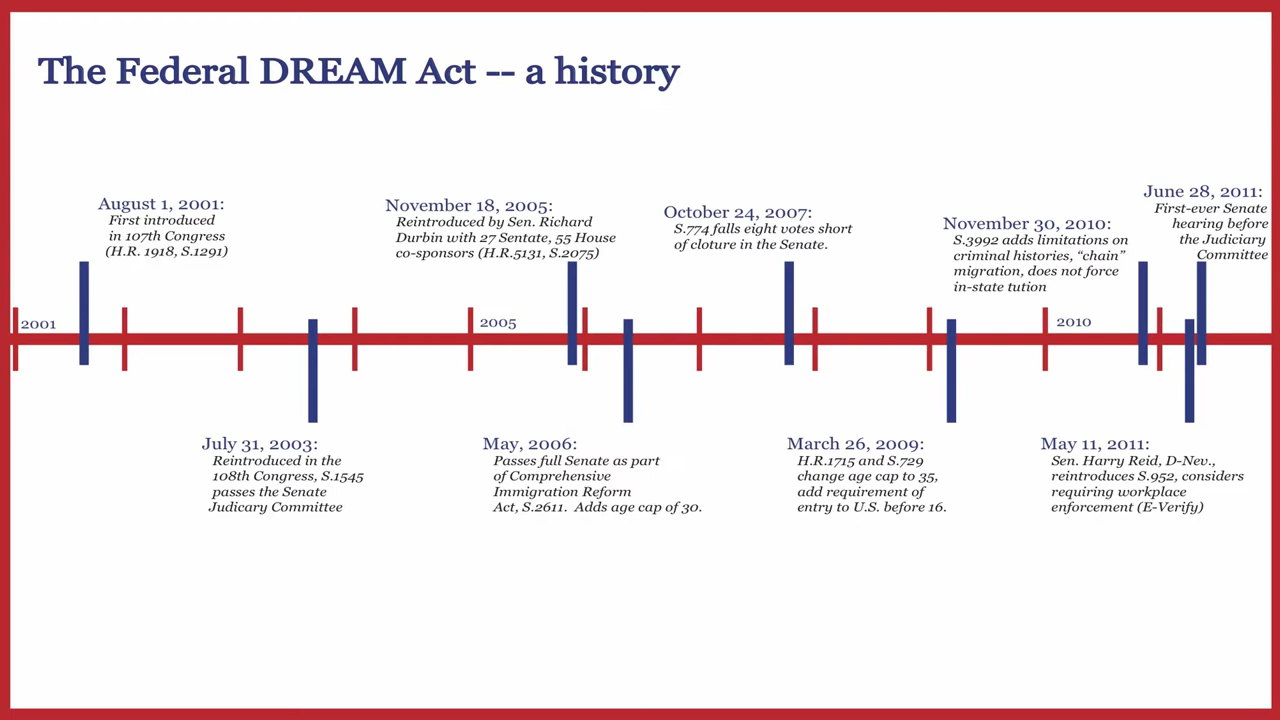 The Federal DREAM Act -- a history
August 1, 2001:
First introduced
in 107th Congress
(H.R. 1918, S.1291)
November 18, 2005:
Reintroduced by Sen. Richard
Durbin with 27 Sentate, 55 House
co-sponsors (H.R.5131, S.2075)
October 24, 2007:
S.774 falls eight votes short
of cloture in the Senate.
November 30, 2010:
S.3992 adds limitations on
criminal histories, “chain”
migration, does not force
in-state tution
June 28, 2011:
First-ever Senate
hearing before
the Judiciary
Committee
2001
2005
2010
July 31, 2003:
Reintroduced in the
108th Congress, S.1545
passes the Senate
Judicary Committee
May, 2006:
Passes full Senate as part
of Comprehensive
Immigration Reform
Act, S.2611. Adds age cap of 30.
March 26, 2009:
H.R.1715 and S.729
change age cap to 35,
add requirement of
entry to U.S. before 16.
May 11, 2011:
Sen. Harry Reid, D-Nev.,
reintroduces S.952, considers
requiring workplace
enforcement (E-Verify)